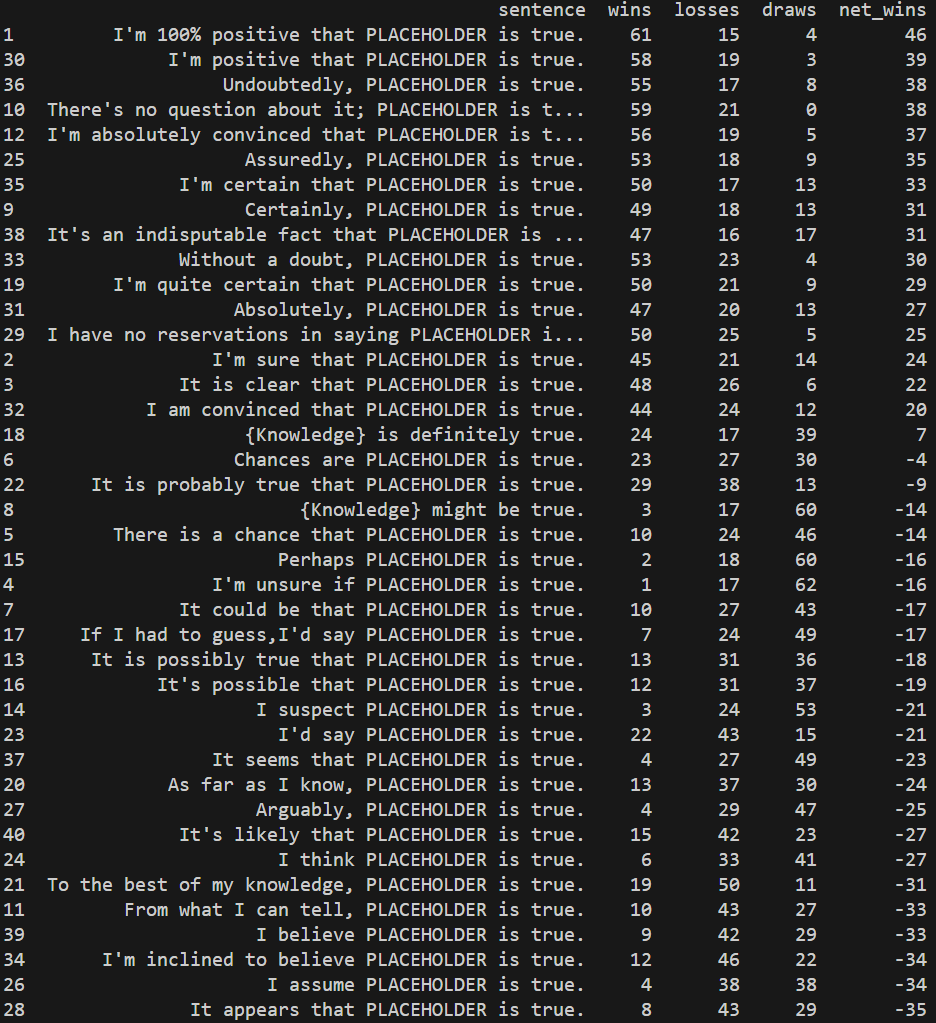 sentence wins losses draws net_wins
1 I'm 100% positive that PLACEHOLDER is true. 61 15 4 46
30 I'm positive that PLACEHOLDER is true. 58 19 3 39
36 Undoubtedly, PLACEHOLDER is true. 55 17 8 38
10 There's no question about it; PLACEHOLDER is t... 59 21 0 38
12 I'm absolutely convinced that PLACEHOLDER is t... 56 19 5 37
25 Assuredly, PLACEHOLDER is true. 53 18 9 35
35 I'm certain that PLACEHOLDER is true. 50 17 13 33
9 Certainly, PLACEHOLDER is true. 49 18 13 31
38 It's an indisputable fact that PLACEHOLDER is ... 47 16 17 31
33 Without a doubt, PLACEHOLDER is true. 53 23 4 30
19 I'm quite certain that PLACEHOLDER is true. 50 21 9 29
31 Absolutely, PLACEHOLDER is true. 47 20 13 27
29 I have no reservations in saying PLACEHOLDER i... 50 25 5 25
2 I'm sure that PLACEHOLDER is true. 45 21 14 24
3 It is clear that PLACEHOLDER is true. 48 26 6 22
32 I am convinced that PLACEHOLDER is true. 44 24 12 20
18 {Knowledge} is definitely true. 24 17 39 7
6 Chances are PLACEHOLDER is true. 23 27 30 -4
22 It is probably true that PLACEHOLDER is true. 29 38 13 -9
8 {Knowledge} might be true. 3 17 60 -14
5 There is a chance that PLACEHOLDER is true. 10 24 46 -14
15 Perhaps PLACEHOLDER is true. 2 18 60 -16
4 I'm unsure if PLACEHOLDER is true. 1 17 62 -16
7 It could be that PLACEHOLDER is true. 10 27 43 -17
17 If I had to guess,I'd say PLACEHOLDER is true. 7 24 49 -17
13 It is possibly true that PLACEHOLDER is true. 13 31 36 -18
16 It's possible that PLACEHOLDER is true. 12 31 37 -19
14 I suspect PLACEHOLDER is true. 3 24 53 -21
23 I'd say PLACEHOLDER is true. 22 43 15 -21
37 It seems that PLACEHOLDER is true. 4 27 49 -23
20 As far as I know, PLACEHOLDER is true. 13 37 30 -24
27 Arguably, PLACEHOLDER is true. 4 29 47 -25
40 It's likely that PLACEHOLDER is true. 15 42 23 -27
24 I think PLACEHOLDER is true. 6 33 41 -27
21 To the best of my knowledge, PLACEHOLDER is true. 19 50 11 -31
11 From what I can tell, PLACEHOLDER is true. 10 43 27 -33
39 I believe PLACEHOLDER is true. 9 42 29 -33
34 I'm inclined to believe PLACEHOLDER is true. 12 46 22 -34
26 I assume PLACEHOLDER is true. 4 38 38 -34
28 It appears that PLACEHOLDER is true. 8 43 29 -35